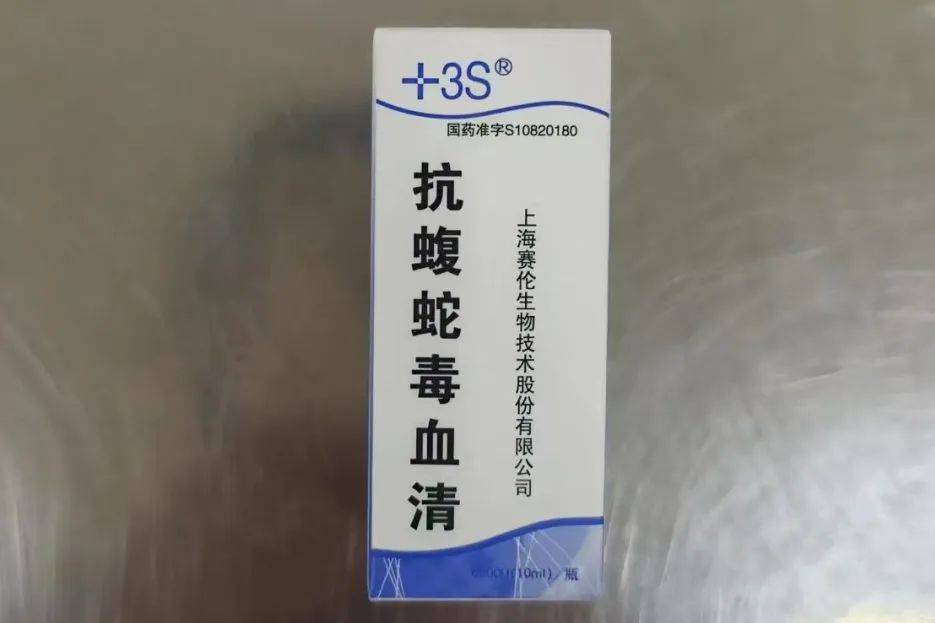 +3S®
国药准字S10820180
抗蝮蛇毒血清
上海赛伦生物技术股份有限公司
(10ml)/瓶